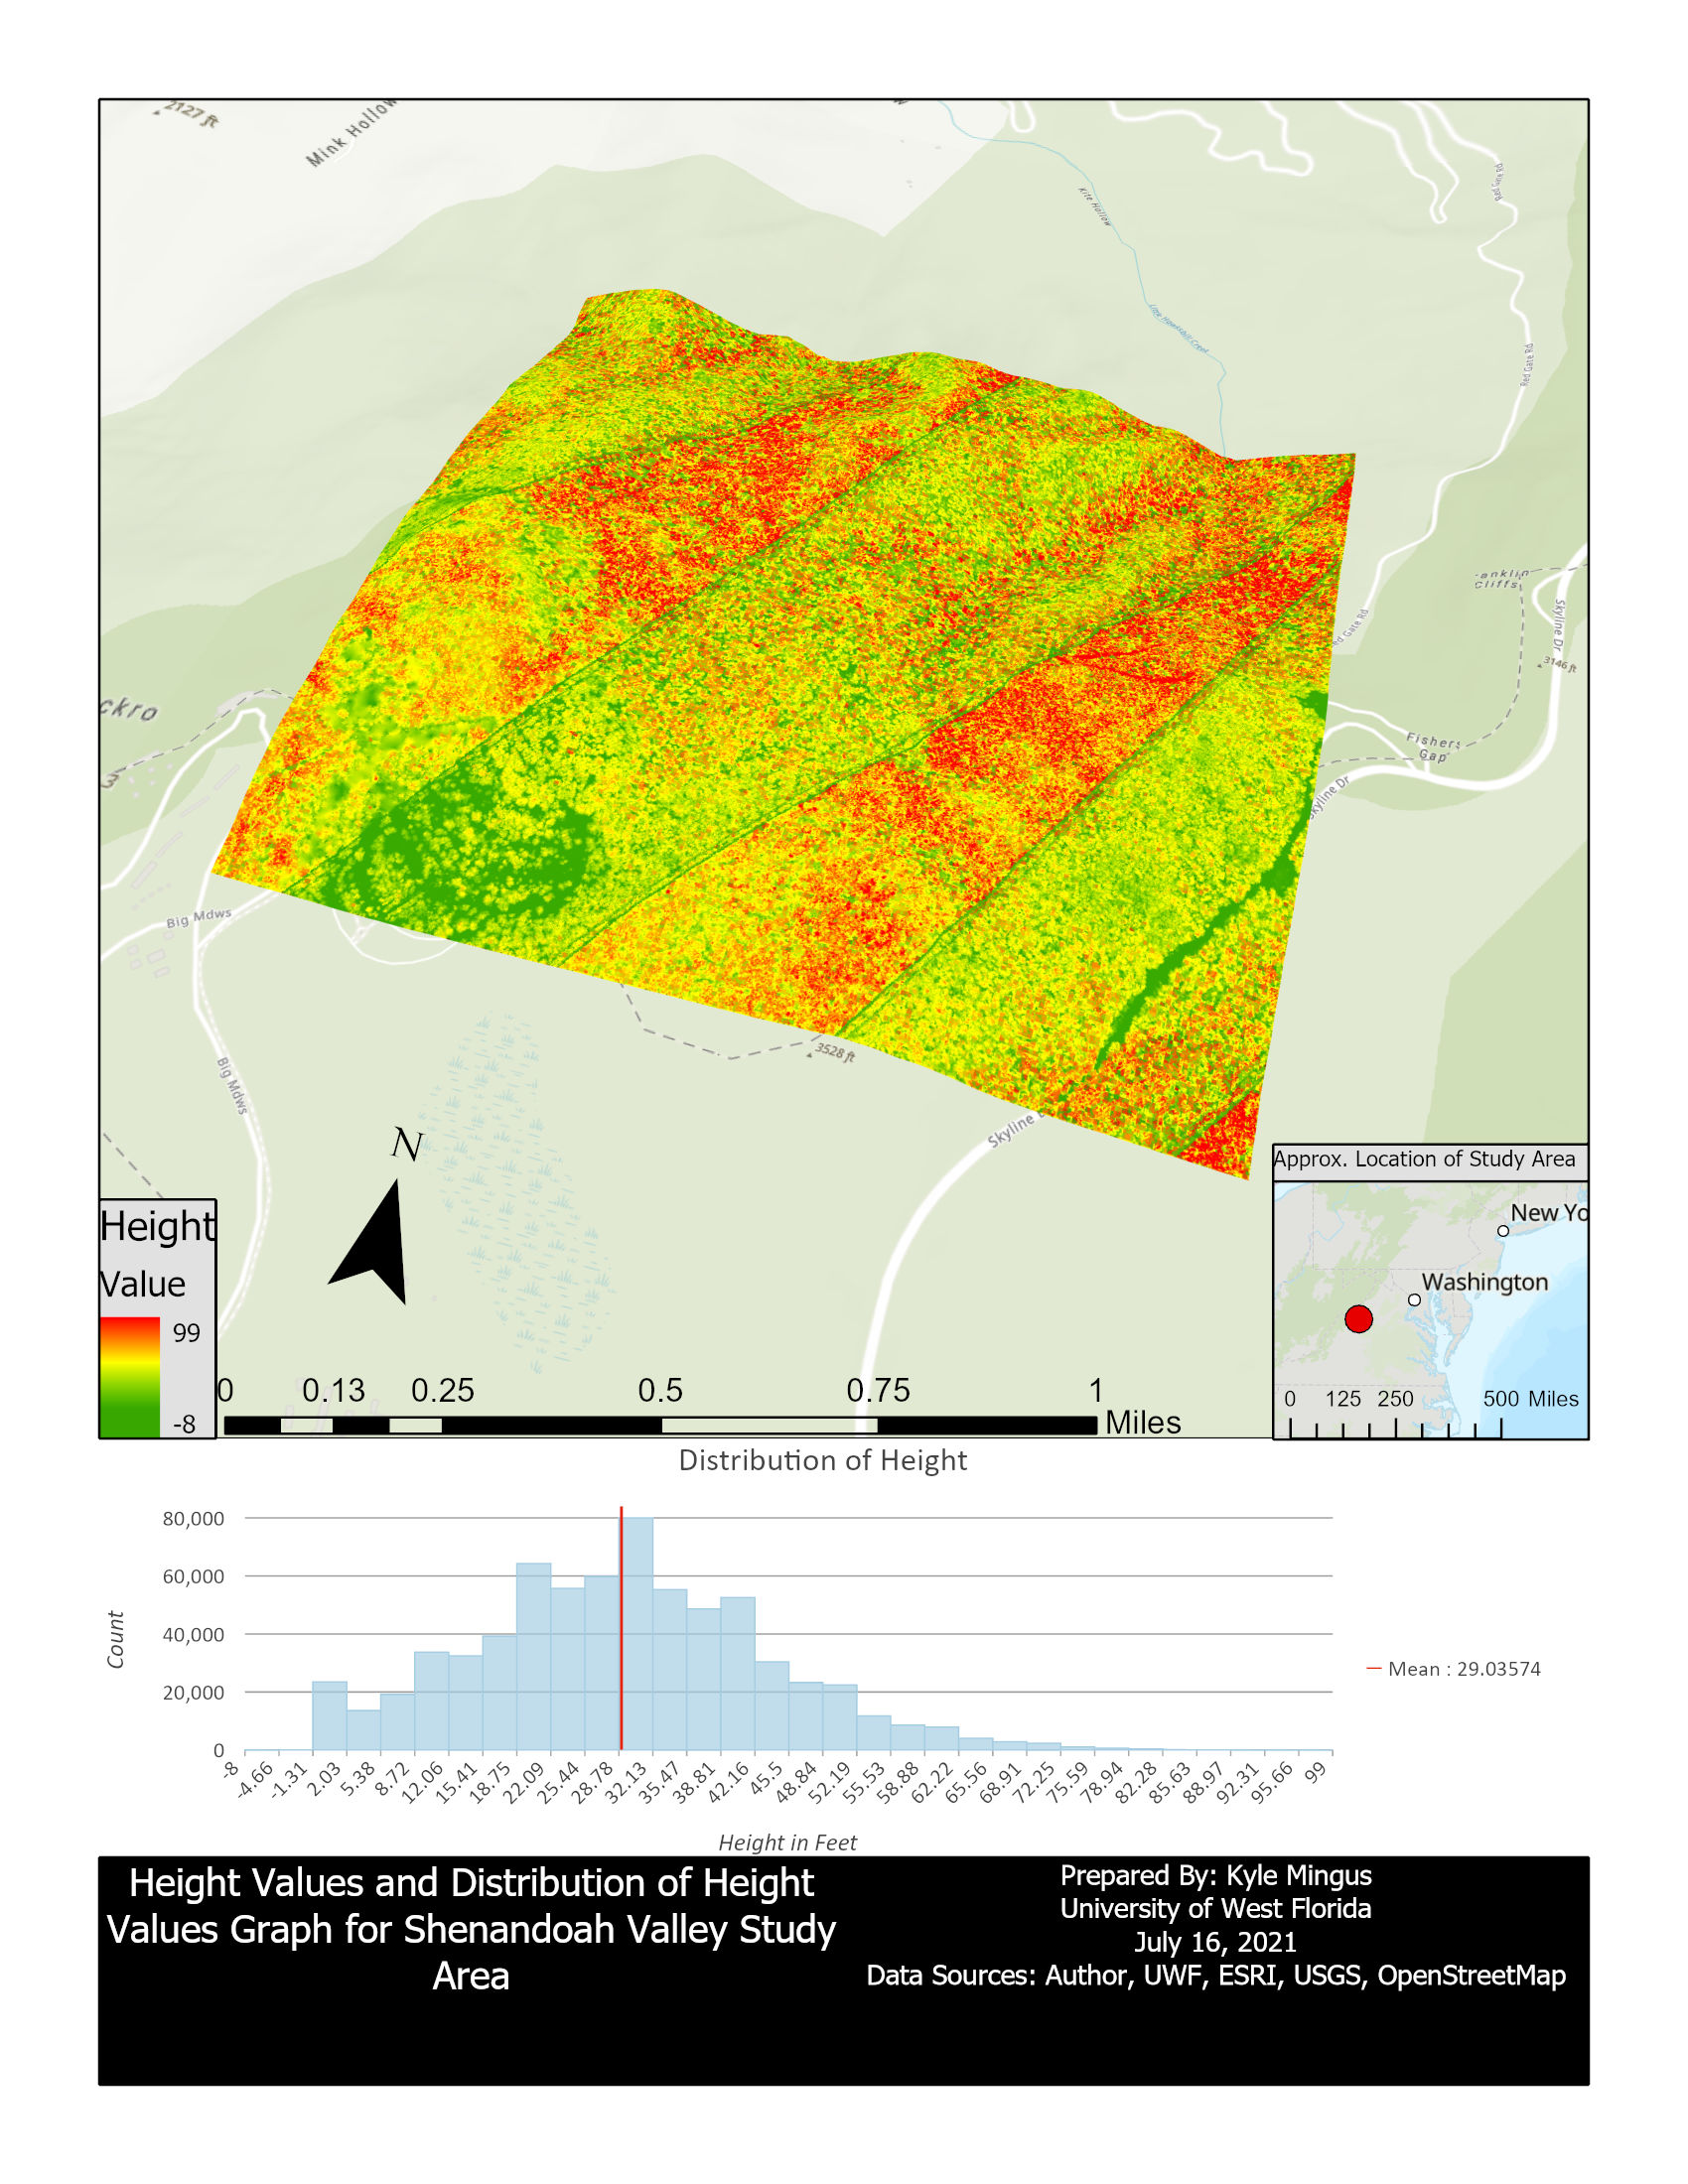 2127 ft
Mink Hollow
Kite Hollow
Red Gate Rd
Red Gate Rd
Skyline Dr
3146 ft
ckro
3
Fishers
Gap
Skyline Dr
Big Mdws
Big Mdws
3528 ft
Skyline
N
Height
Value
99
-8
0 0.13 0.25 0.5 0.75 1
Miles
Approx. Location of Study Area
New Yo
Washington
0 125 250 500 Miles
Distribution of Height
80,000
60,000
40,000
20,000
0
Count
-8 -4.66 -1.31 2.03 5.38 8.72 12.06 15.41 18.75 22.09 25.44 28.78 32.13 35.47 38.81 42.16 45.5 48.84 52.19 55.53 58.88 62.22 65.56 68.91 72.25 75.59 78.94 82.28 85.63 88.97 92.31 95.66 99
Mean : 29.03574
Height in Feet
Height Values and Distribution of Height
Values Graph for Shenandoah Valley Study
Area
Prepared By: Kyle Mingus
University of West Florida
July 16, 2021
Data Sources: Author, UWF, ESRI, USGS, OpenStreetMap